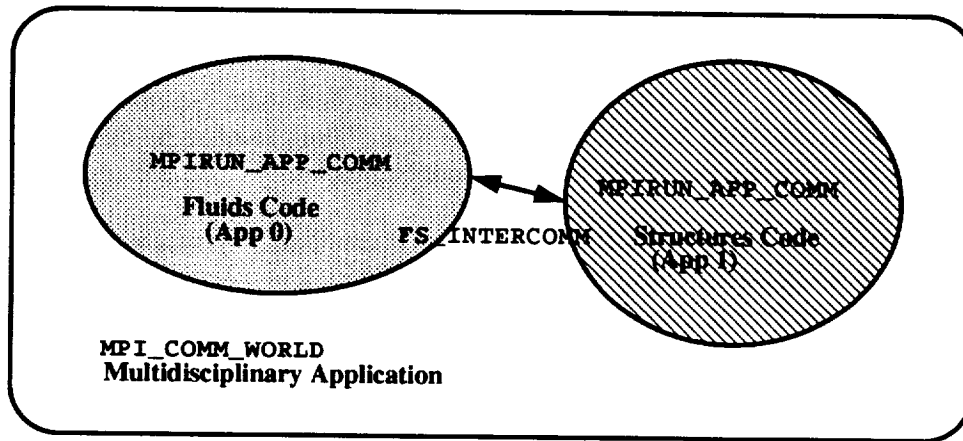 MPIRUN_APP_COMM
Fluids Code
(App 0)
FS_INTERCOMM
MPIRUN_APP_COMM
Structures Code
(App 1)
MPI_COMM_WORLD
Multidisciplinary Application